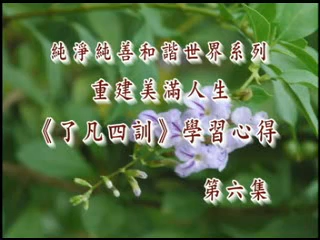 純淨純善和諧世界系列
重建美滿人生
《了凡四訓》學習心得
第六集